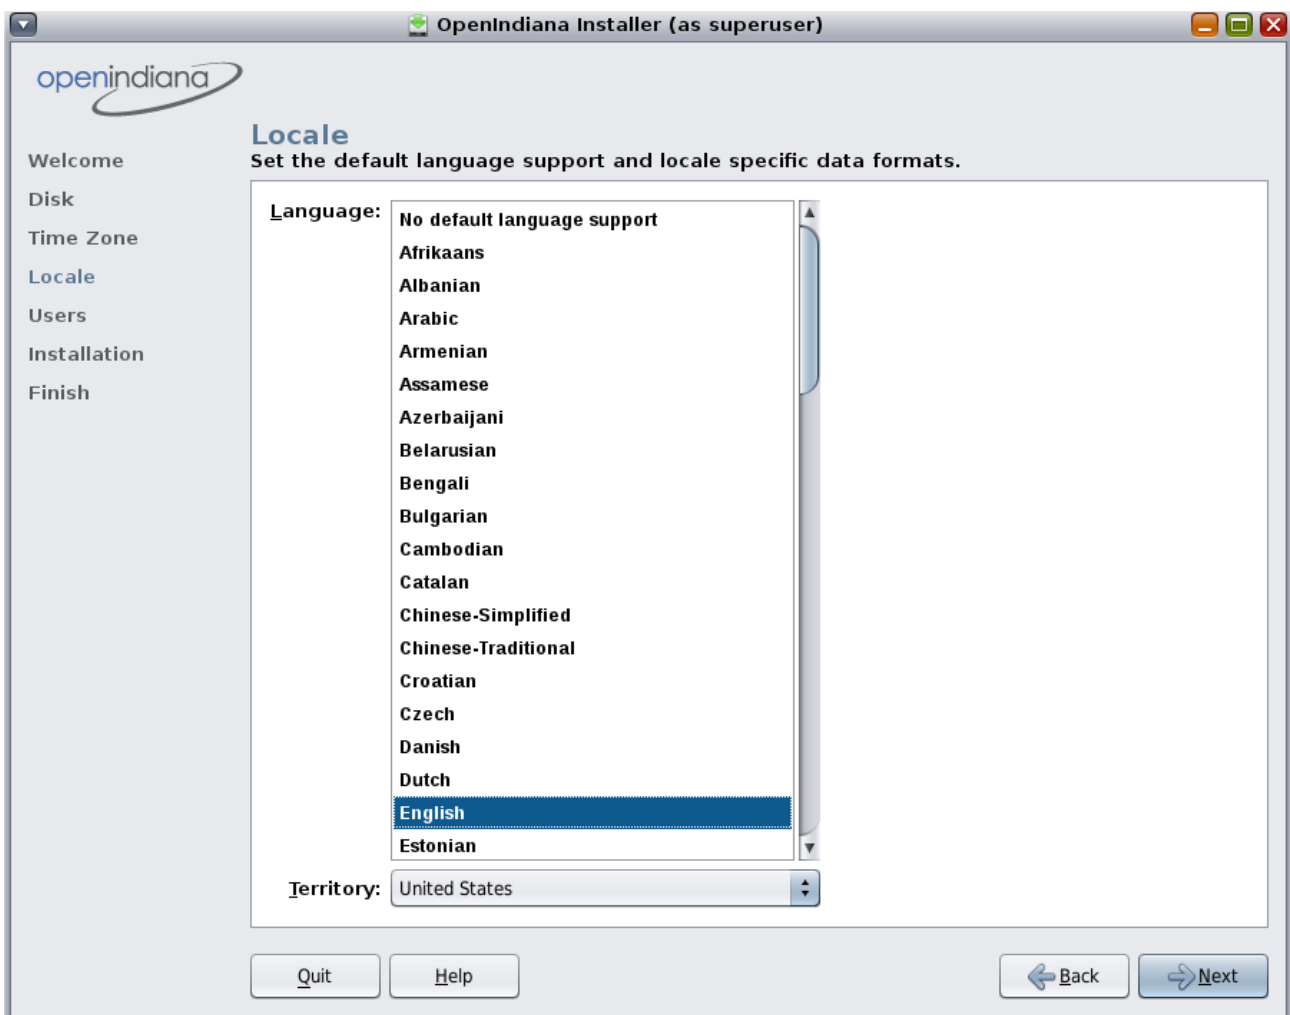 OpenIndiana Installer (as superuser)
openindiana
Welcome
Disk
Time Zone
Locale
Users
Installation
Finish
Locale
Set the default language support and locale specific data formats.
Language:
No default language support
Afrikaans
Albanian
Arabic
Armenian
Assamese
Azerbaijani
Belarusian
Bengali
Bulgarian
Cambodian
Catalan
Chinese-Simplified
Chinese-Traditional
Croatian
Czech
Danish
Dutch
English
Estonian
Territory: United States
Quit Help Back Next